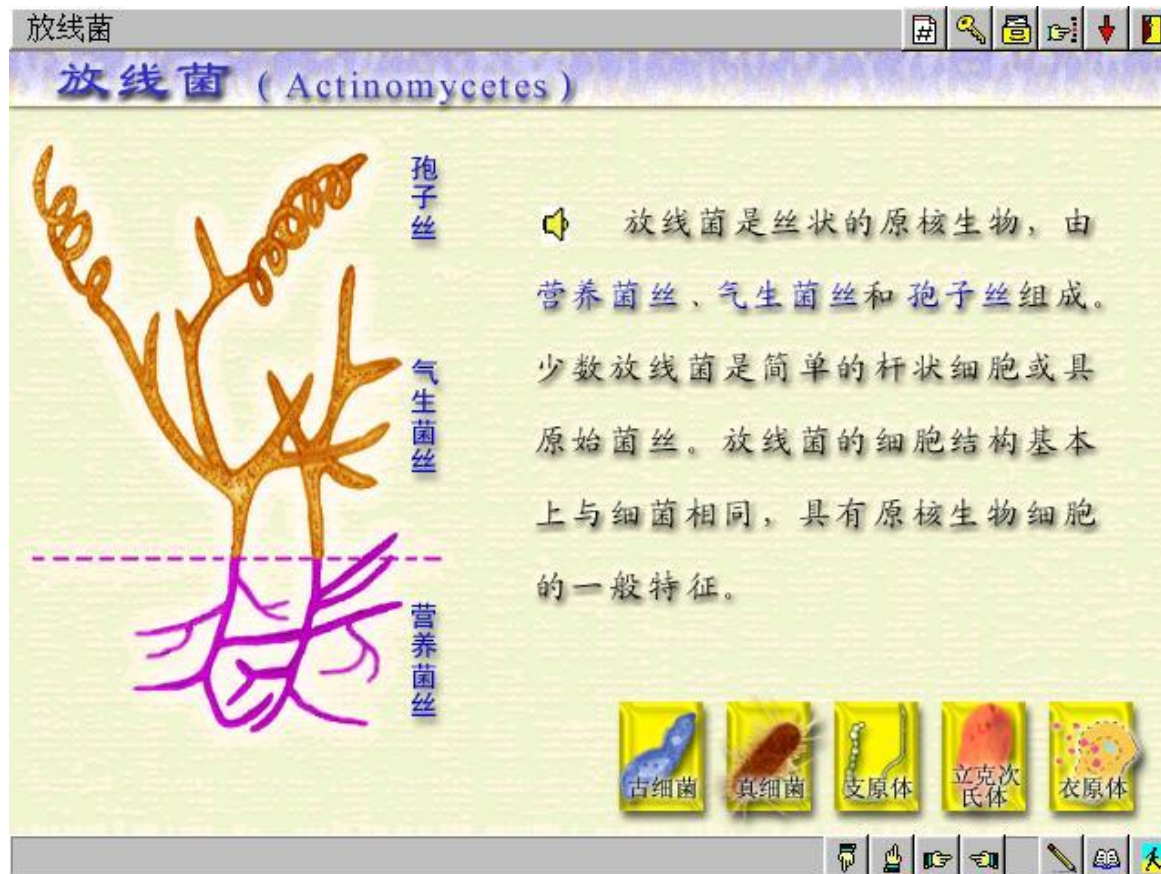 放线菌
放线菌 (Actinomycetes)
孢子丝
气生菌丝
营养菌丝
放线菌是丝状的原核生物，由
营养菌丝、气生菌丝和孢子丝组成。
少数放线菌是简单的杆状细胞或具
原始菌丝。放线菌的细胞结构基本
上与细菌相同，具有原核生物细胞
的一般特征。
古细菌
真细菌
支原体
立克次
氏体
衣原体